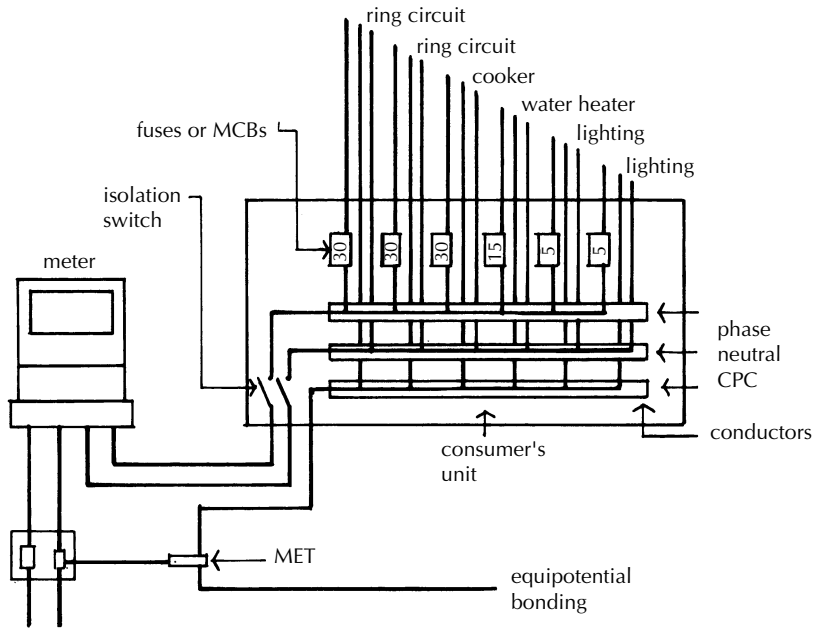 ring circuit
ring circuit
cooker
water heater
fuses or MCBs
lighting
lighting
isolation
switch
30
30
30
15
5
5
meter
phase
neutral
CPC
conductors
consumer's
unit
MET
equipotential
bonding